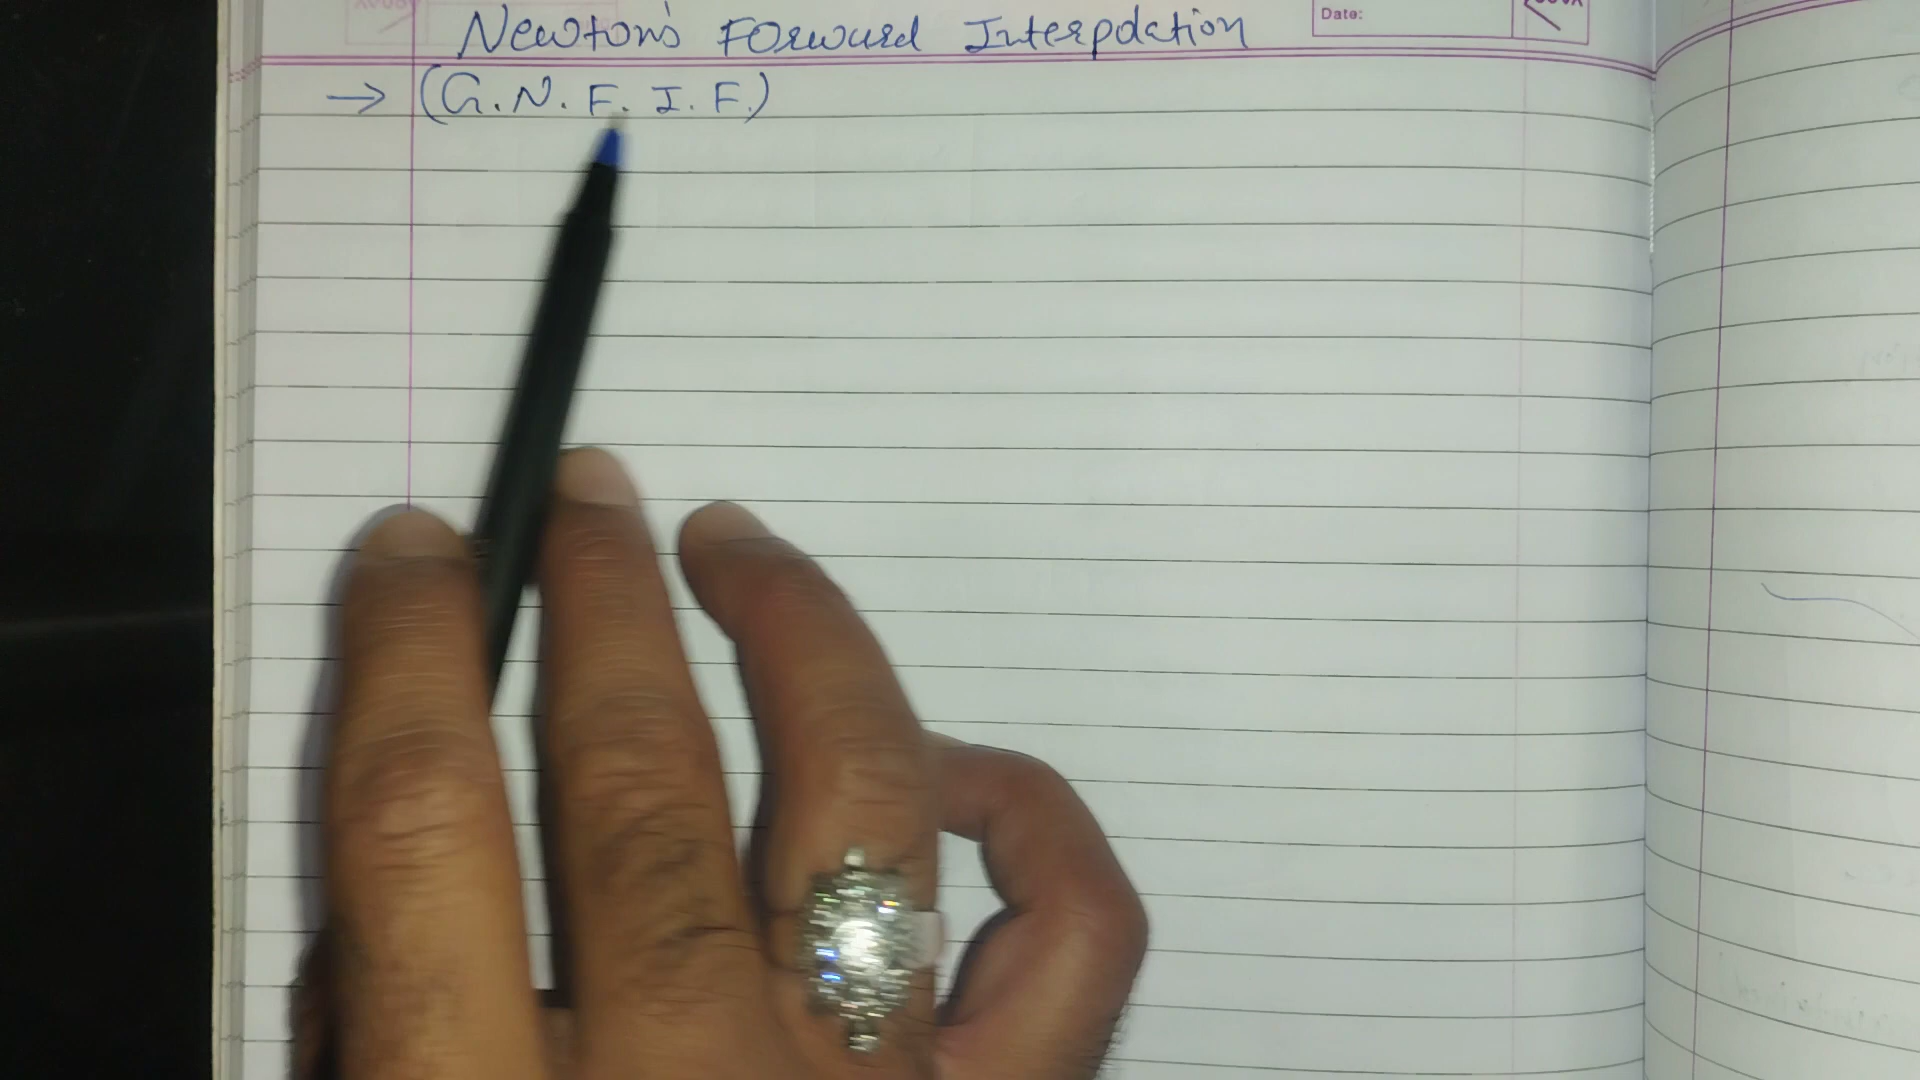 Newton's Forward Interpolation
Date:
→ (G. N. F. I. F.)